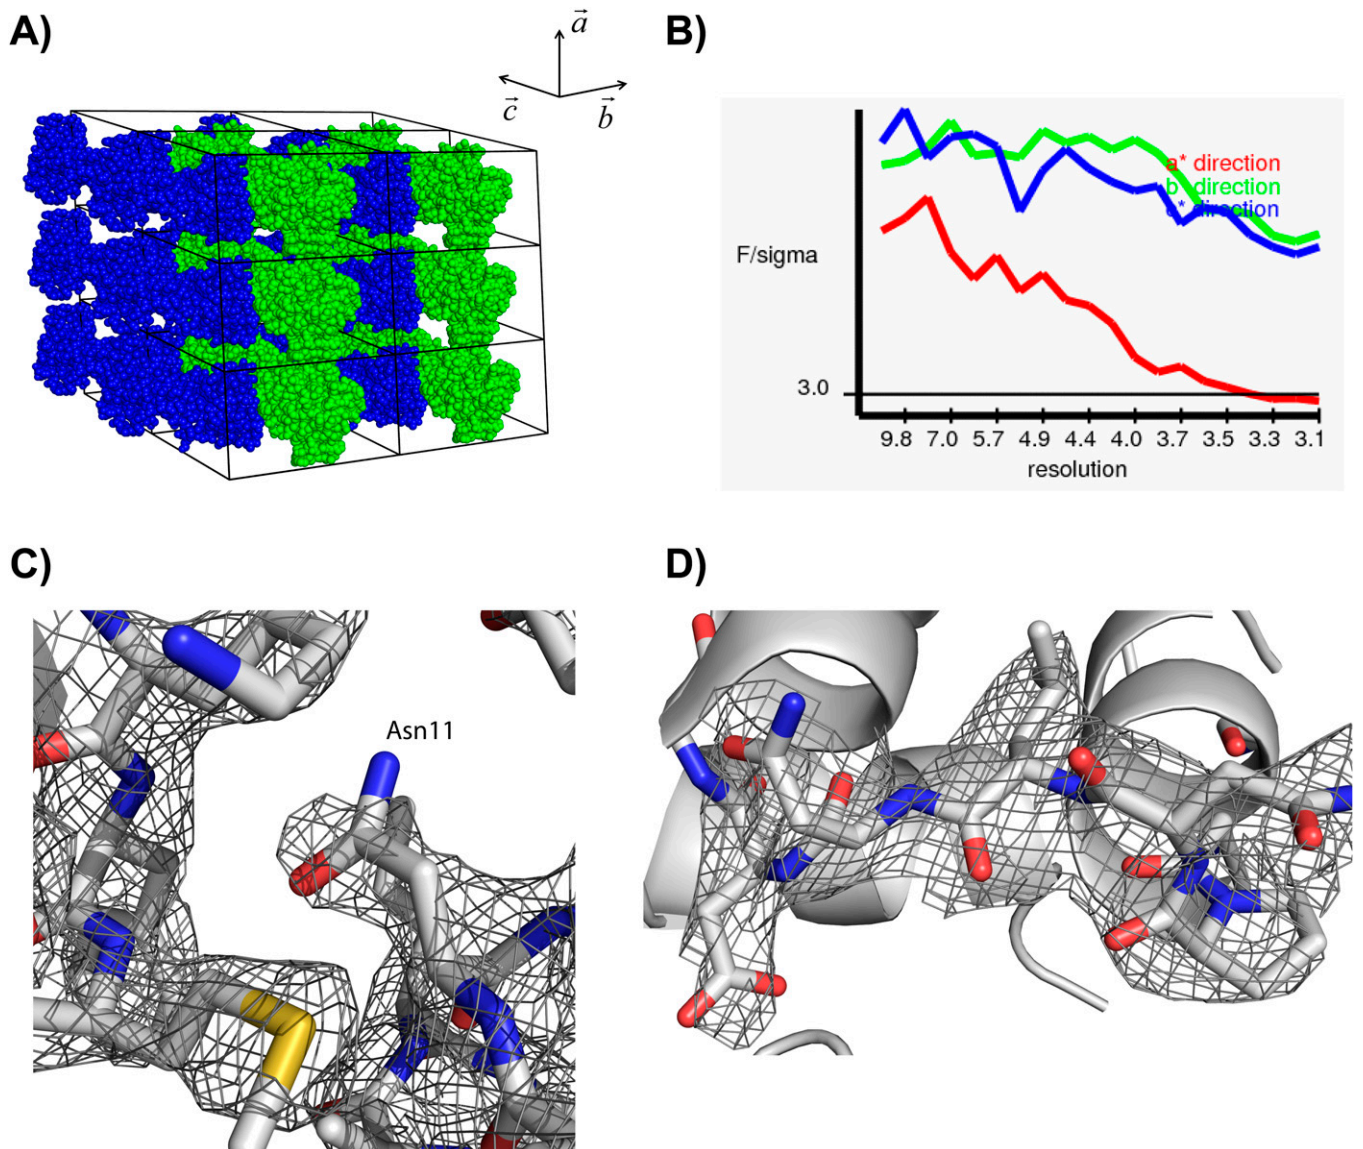 A)
a
c
b
B)
a* direction
b* direction
c* direction
F/sigma
3.0
9.8 7.0 5.7 4.9 4.4 4.0 3.7 3.5 3.3 3.1
resolution
C)
Asn11
D)